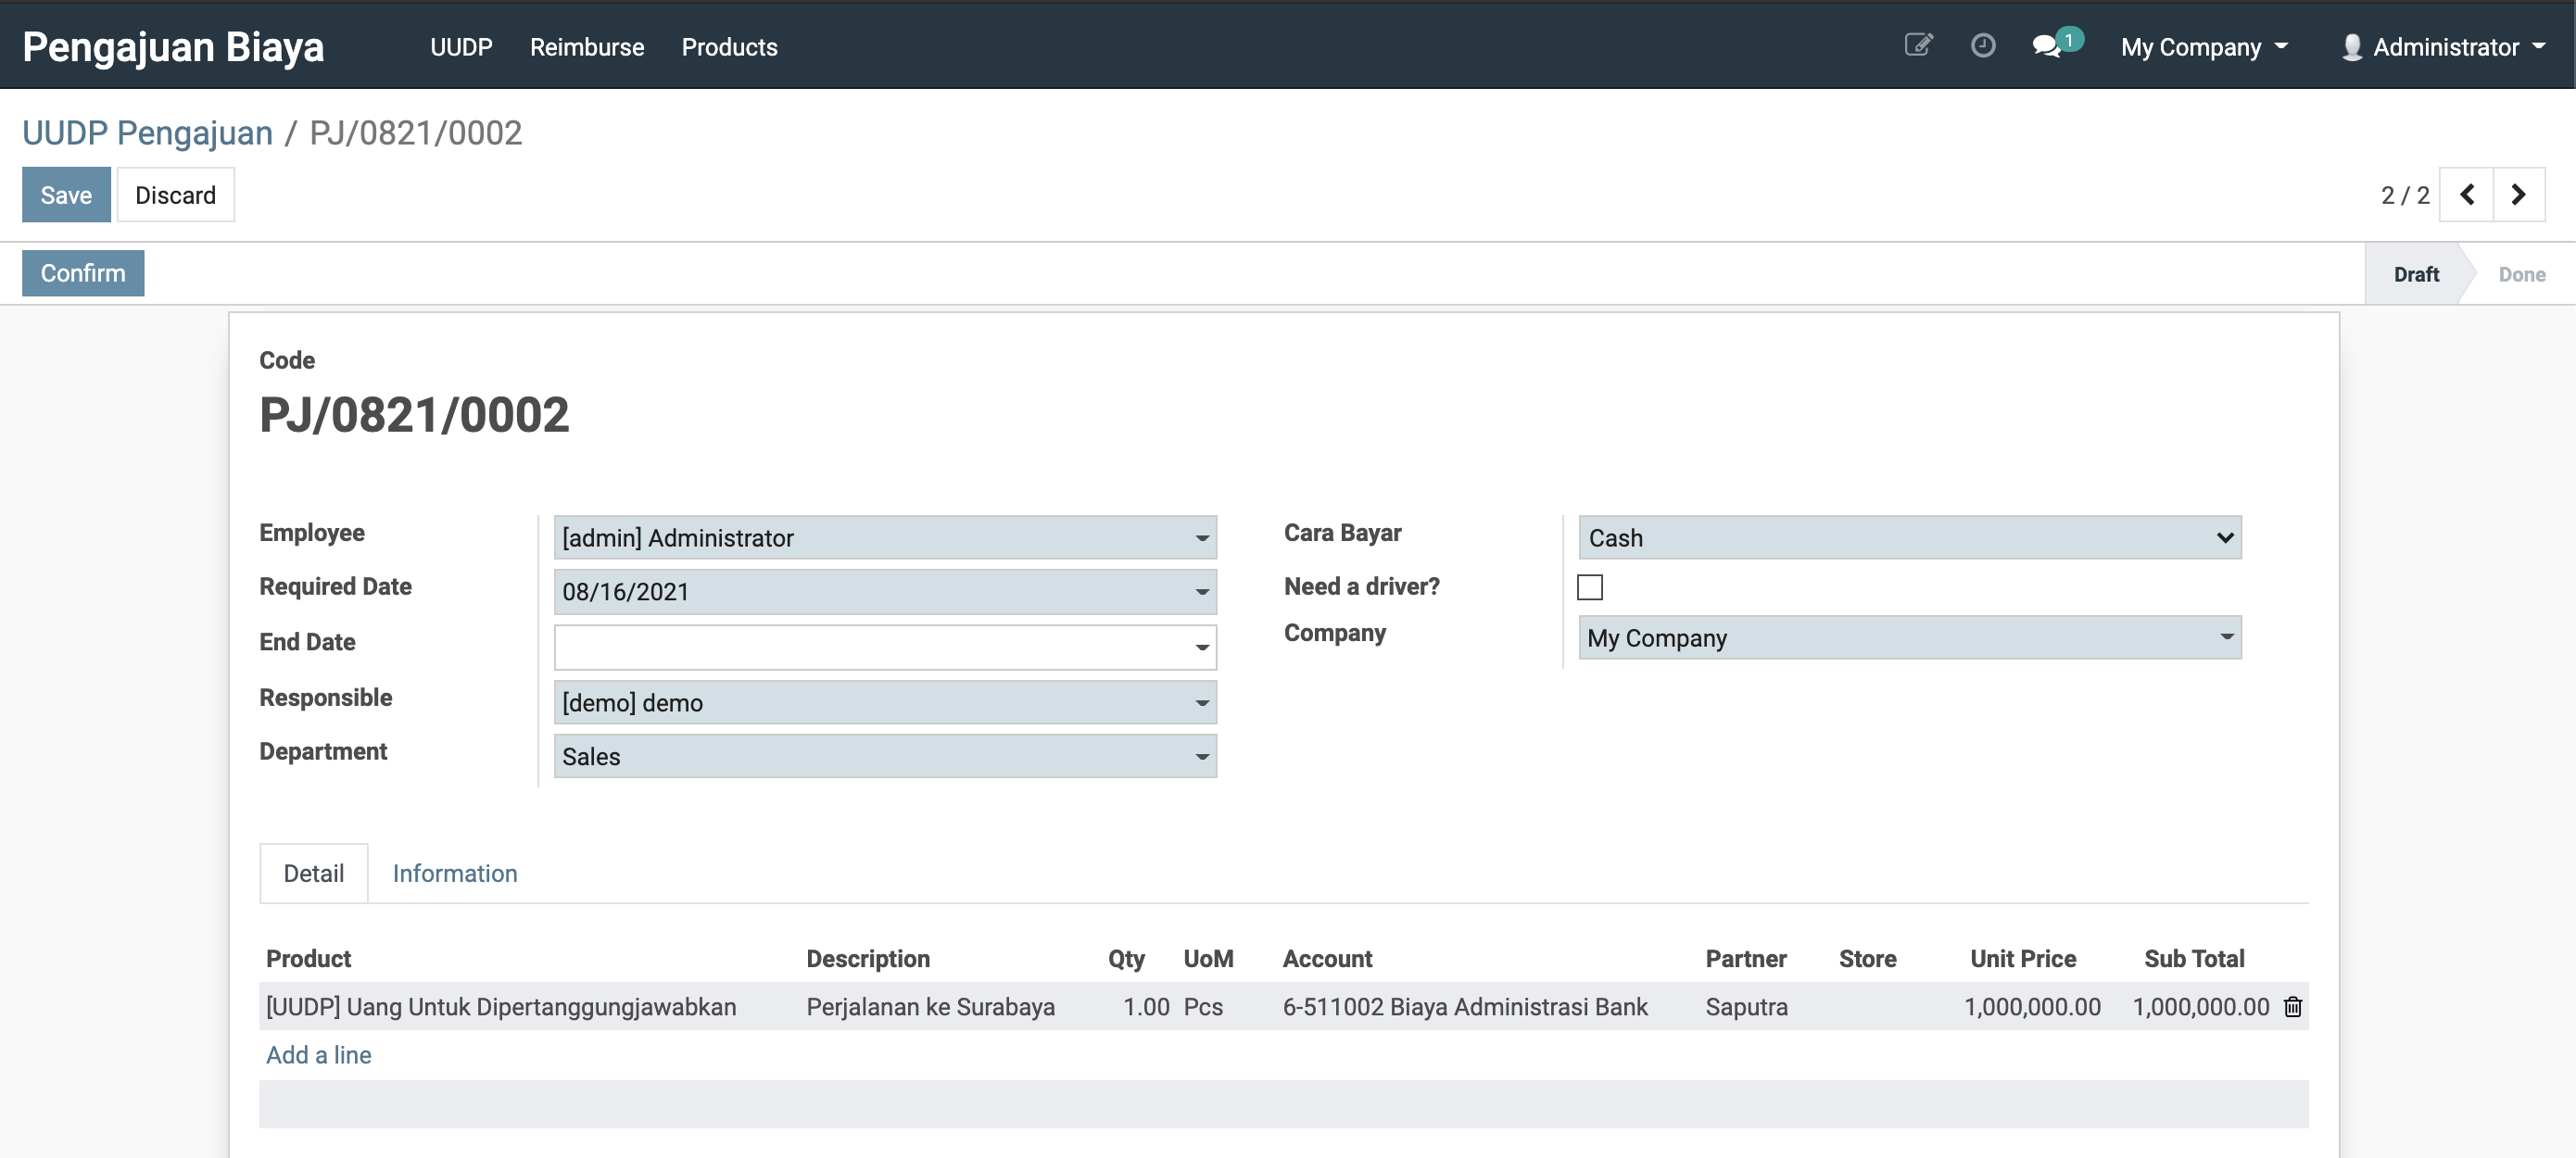 Pengajuan Biaya UUDP Reimburse Products 1 My Company Administrator
UUDP Pengajuan / PJ/0821/0002
Save Discard 2 / 2
Confirm Draft Done
Code
PJ/0821/0002
Employee [admin] Administrator Cara Bayar Cash
Required Date 08/16/2021 Need a driver?
End Date Company My Company
Responsible [demo] demo
Department Sales
Detail Information
Product Description Qty UoM Account Partner Store Unit Price Sub Total
[UUDP] Uang Untuk Dipertanggungjawabkan Perjalanan ke Surabaya 1.00 Pcs 6-511002 Biaya Administrasi Bank Saputra 1,000,000.00 1,000,000.00
Add a line